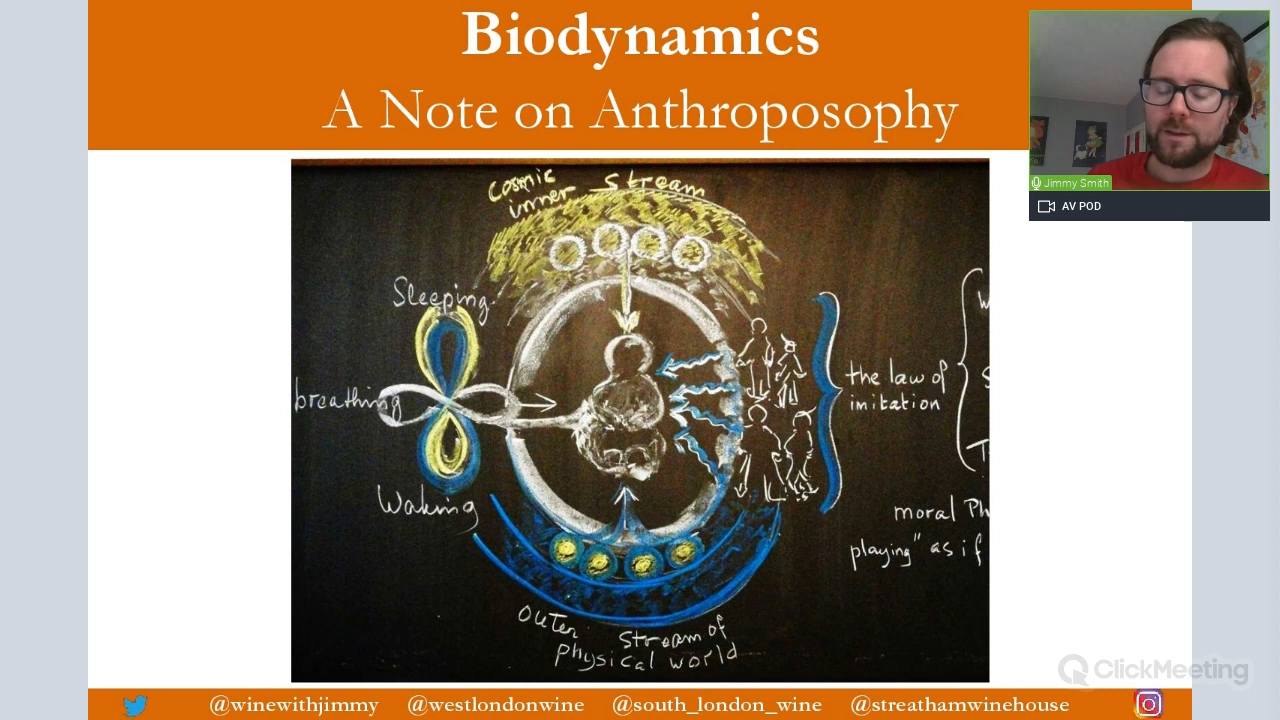 Biodynamics
A Note on Anthroposophy
Jimmy Smith
AV POD
cosmic
inner stream
Sleeping
breathing
Waking
the law of
imitation
moral Ph
playing" as if
outer stream of
physical world
ClickMeeting
@winewithjimmy @westlondonwine @south_london_wine @streathamwinehouse